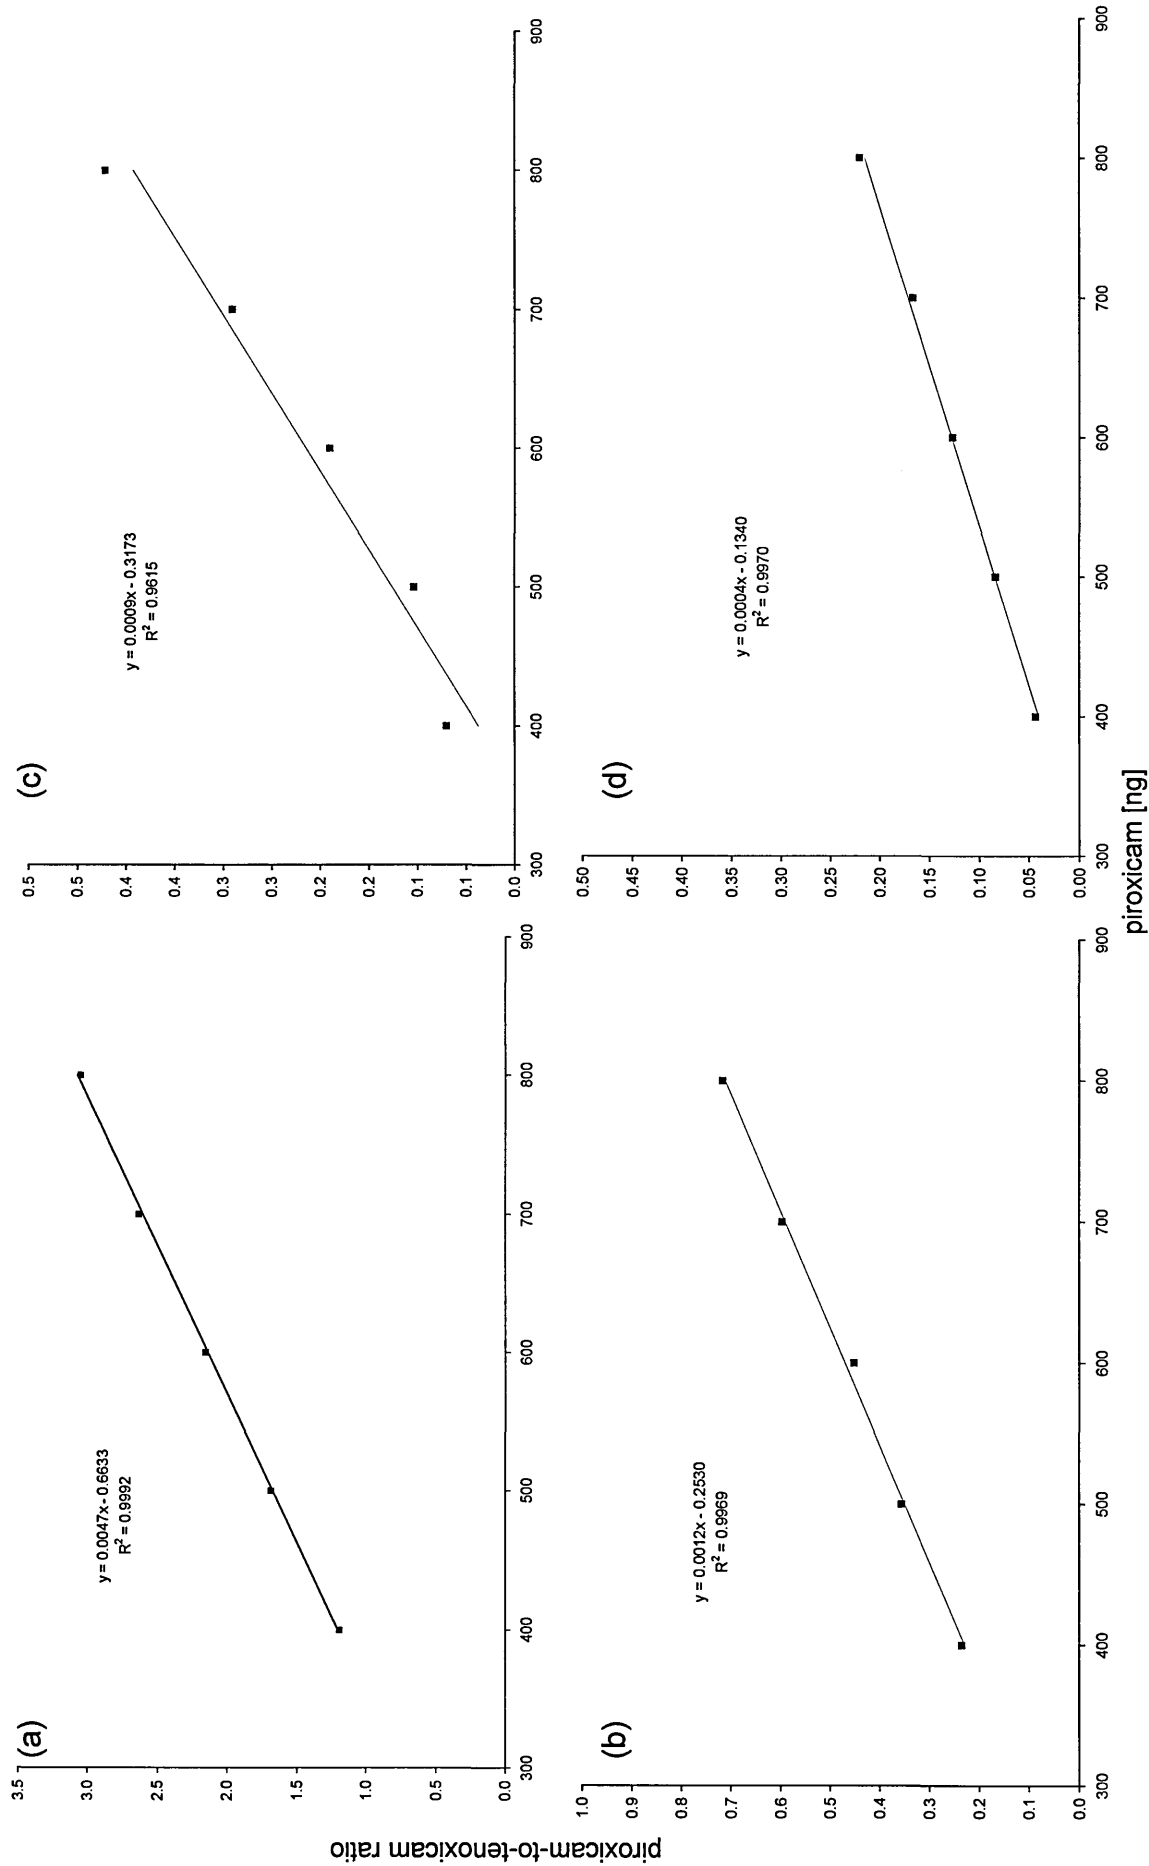 (a)
y = 0.0047x - 0.6633
R² = 0.9992
3.5
3.0
2.5
2.0
1.5
1.0
0.5
0.0
300 400 500 600 700 800 900
(c)
y = 0.0009x - 0.3173
R² = 0.9615
0.5
0.5
0.4
0.4
0.3
0.3
0.2
0.2
0.1
0.1
0.0
300 400 500 600 700 800 900
(b)
y = 0.0012x - 0.2530
R² = 0.9969
1.0
0.9
0.8
0.7
0.6
0.5
0.4
0.3
0.2
0.1
0.0
300 400 500 600 700 800 900
(d)
y = 0.0004x - 0.1340
R² = 0.9970
0.50
0.45
0.40
0.35
0.30
0.25
0.20
0.15
0.10
0.05
0.00
300 400 500 600 700 800 900
piroxicam-to-tenoxicam ratio
piroxicam [ng]